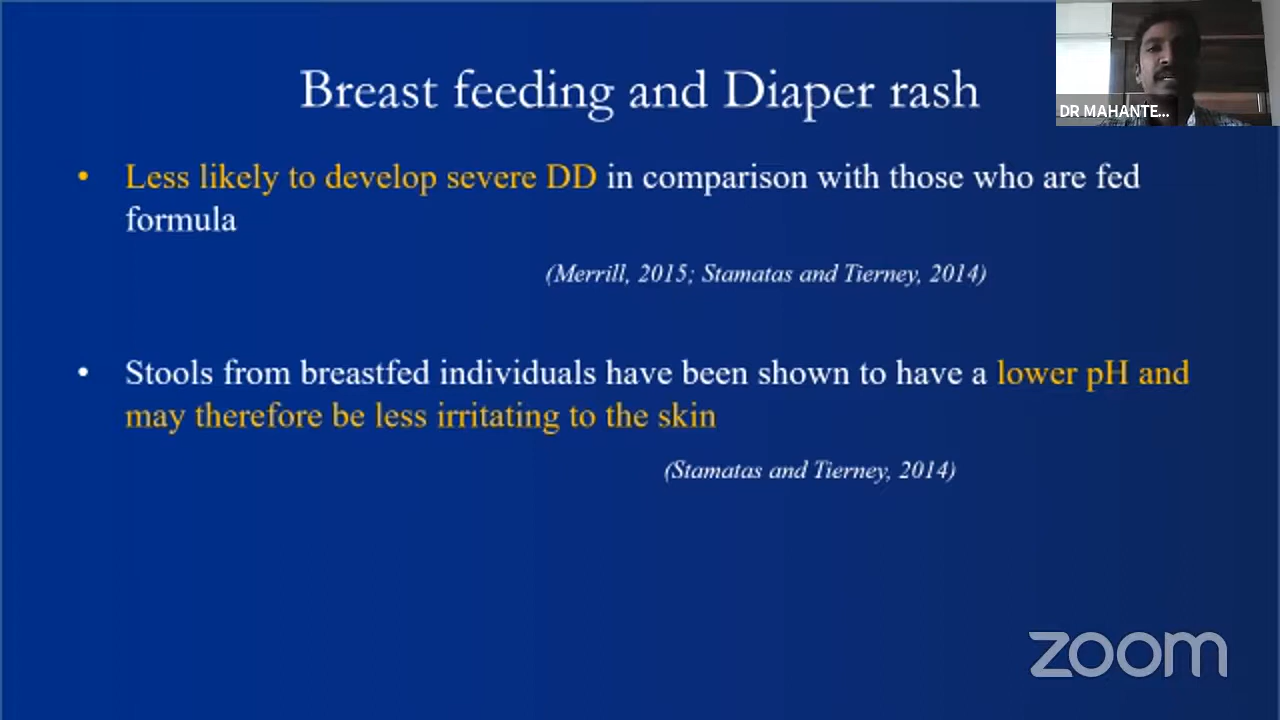 Breast feeding and Diaper rash
DR MAHANTE...
• Less likely to develop severe DD in comparison with those who are fed
formula
(Merrill, 2015; Stamatas and Tierney, 2014)
• Stools from breastfed individuals have been shown to have a lower pH and
may therefore be less irritating to the skin
(Stamatas and Tierney, 2014)
zoom